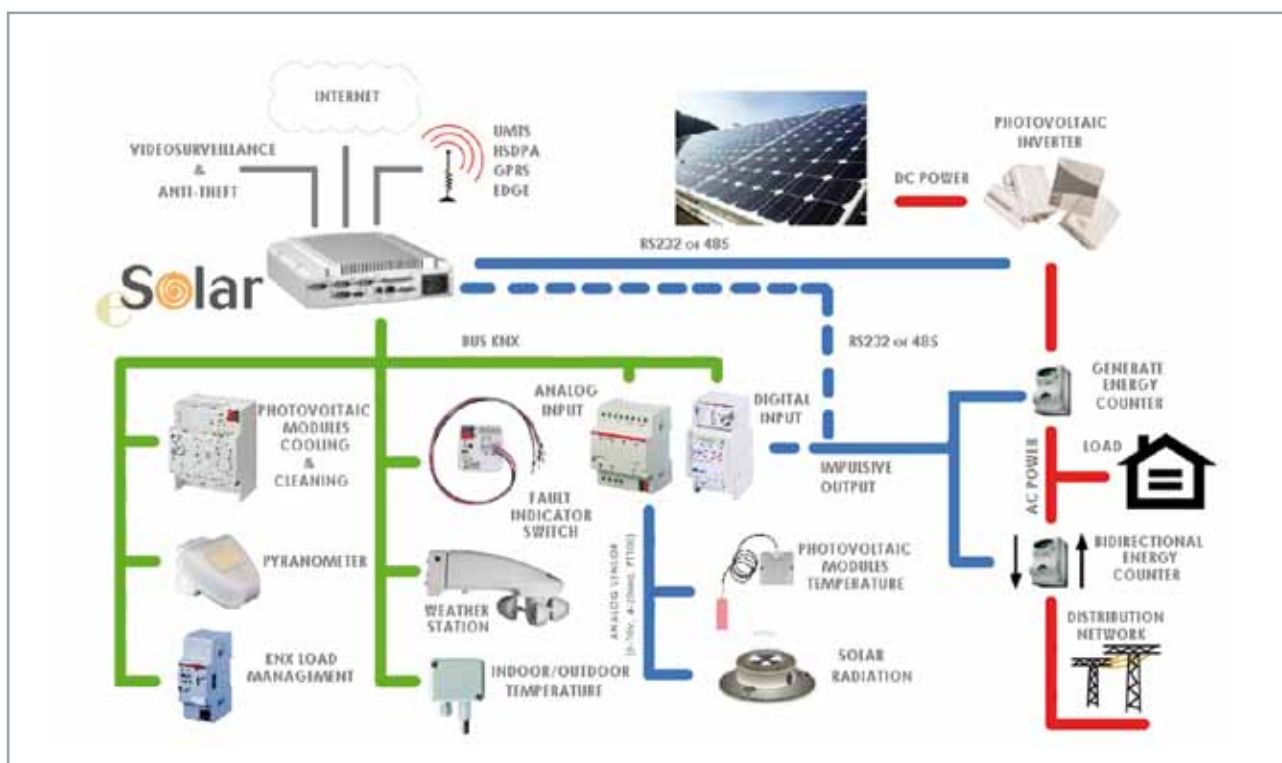 INTERNET
VIDEOSURVEILLANCE
&
ANTI-THEFT
UMTS
HSDPA
GPRS
EDGE
PHOTOVOLTAIC
INVERTER
DC POWER
RS232 or 485
eSolar
BUS KNX
RS232 or 485
PHOTOVOLTAIC
MODULES
COOLING
&
CLEANING
ANALOG
INPUT
DIGITAL
INPUT
GENERATE
ENERGY
COUNTER
FAULT
INDICATOR
SWITCH
IMPULSIVE
OUTPUT
AC POWER
LOAD
PYRANOMETER
WEATHER
STATION
ANALOG SENSOR
PHOTOVOLTAIC
MODULES
TEMPERATURE
BIDIRECTIONAL
ENERGY
COUNTER
KNX LOAD
MANAGEMENT
INDOOR/OUTDOOR
TEMPERATURE
SOLAR
RADIATION
DISTRIBUTION
NETWORK